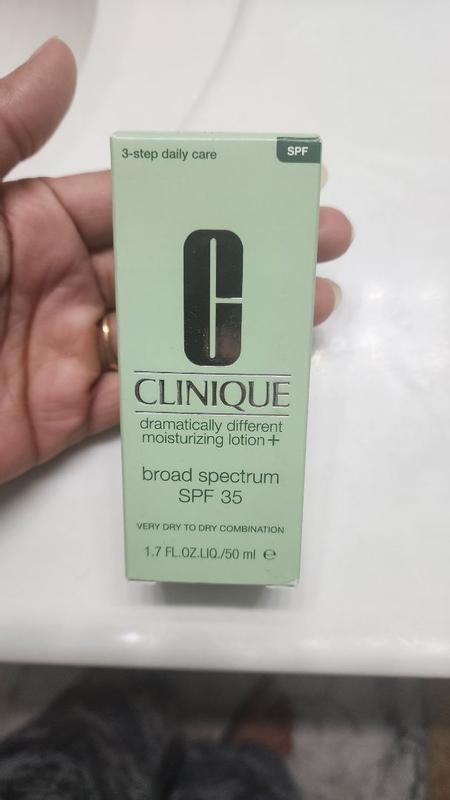 3-step daily care
SPF
CLINIQUE
dramatically different
moisturizing lotion+
broad spectrum
SPF 35
VERY DRY TO DRY COMBINATION
1.7 FL.OZ.LIQ./50 ml ℮